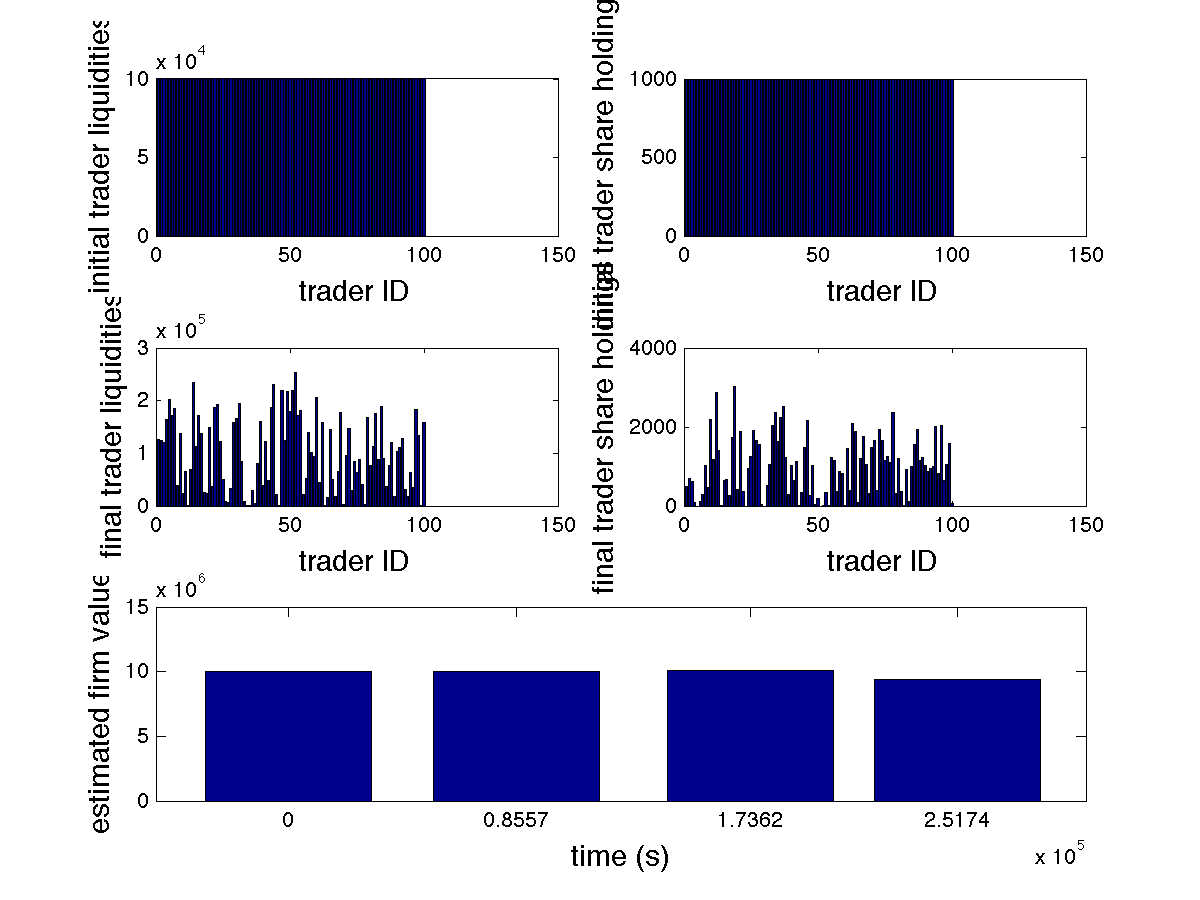 initial trader liquidities
x 10^4
10
5
0
0 50 100 150
trader ID
trader share holding
1000
500
0
0 50 100 150
trader ID
final trader liquidities
x 10^5
3
2
1
0
0 50 100 150
trader ID
final trader share holdings
4000
2000
0
0 50 100 150
trader ID
estimated firm value
x 10^6
15
10
5
0
0 0.8557 1.7362 2.5174
time (s)
x 10^5